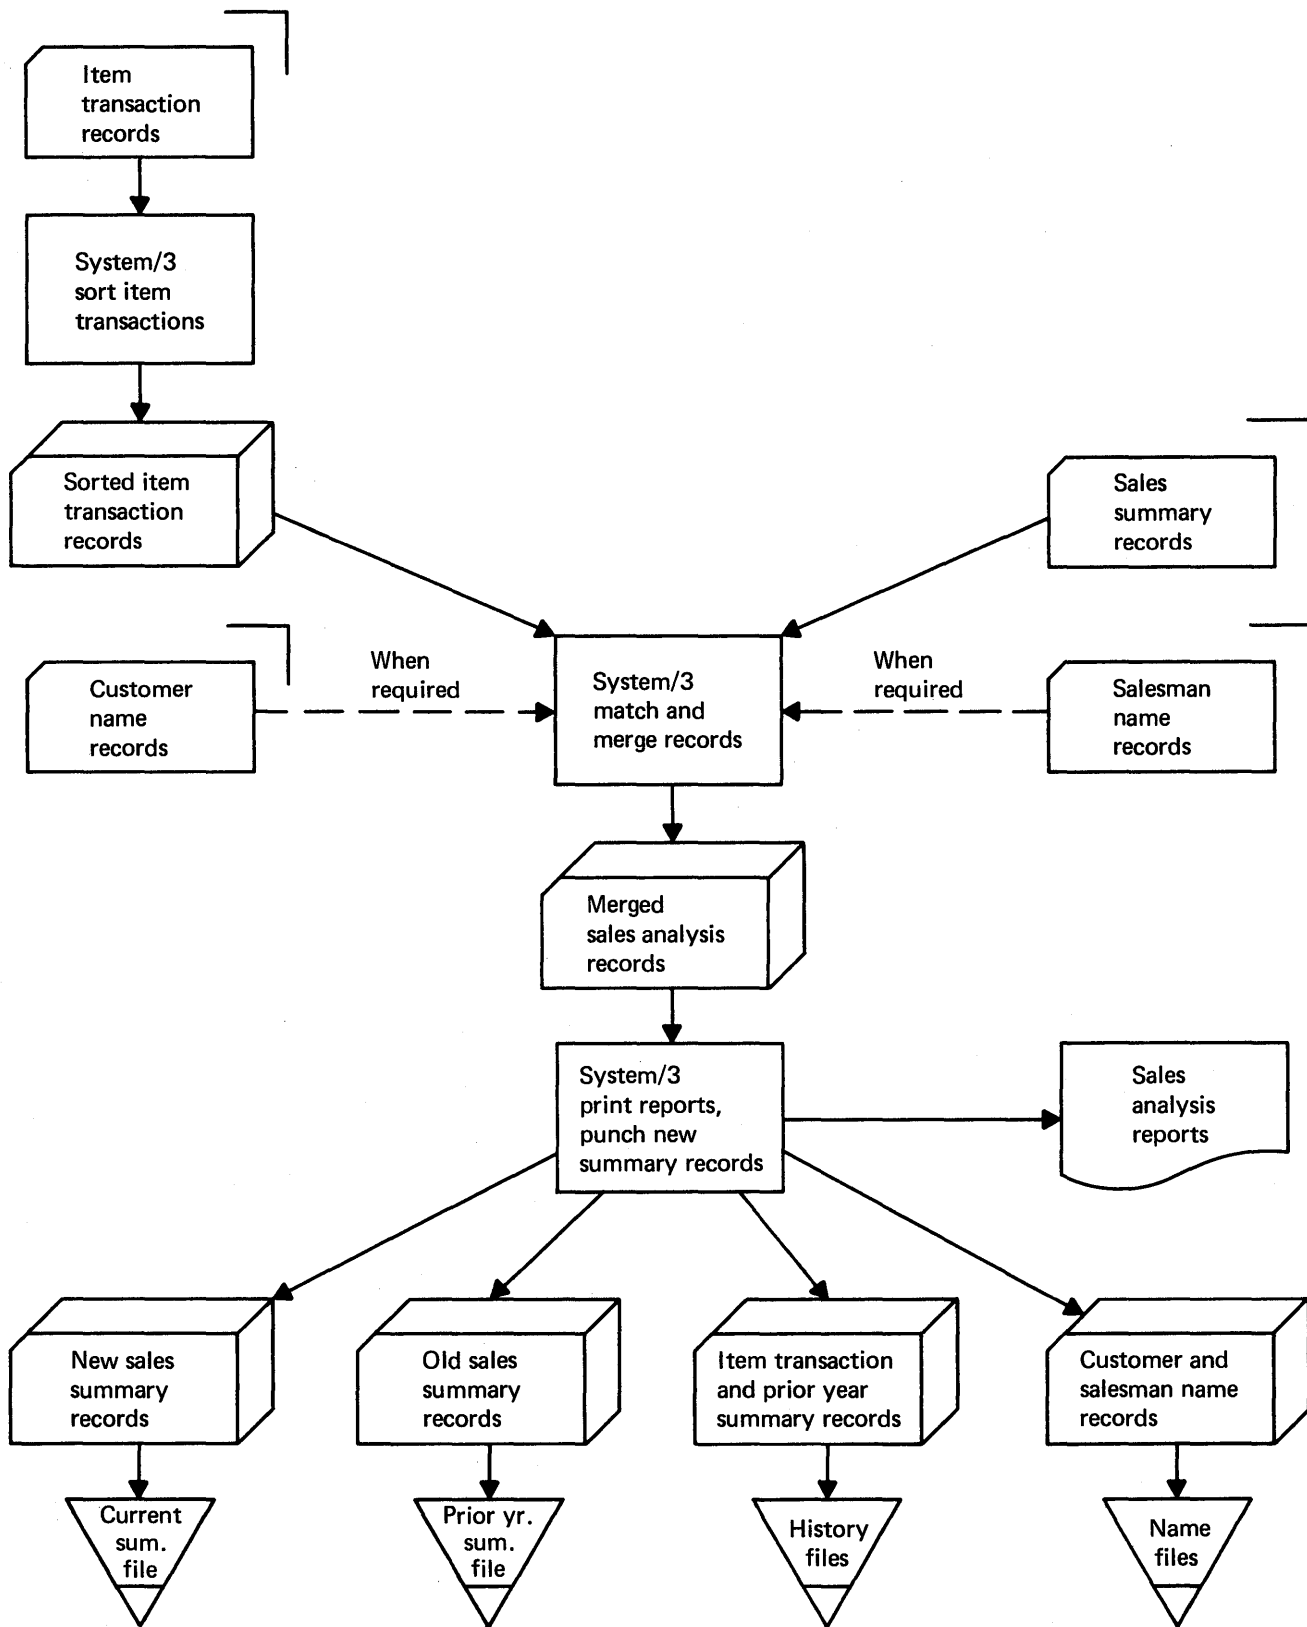 Item
transaction
records
System/3
sort item
transactions
Sorted item
transaction
records
Sales
summary
records
Customer
name
records
When
required
System/3
match and
merge records
When
required
Salesman
name
records
Merged
sales analysis
records
System/3
print reports,
punch new
summary records
Sales
analysis
reports
New sales
summary
records
Old sales
summary
records
Item transaction
and prior year
summary records
Customer and
salesman name
records
Current
sum.
file
Prior yr.
sum.
file
History
files
Name
files